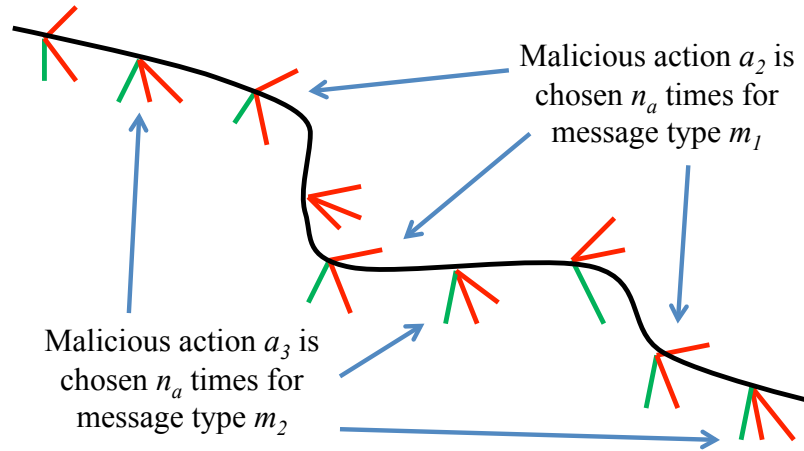 Malicious action a₂ is
chosen nₐ times for
message type m₁
Malicious action a₃ is
chosen nₐ times for
message type m₂